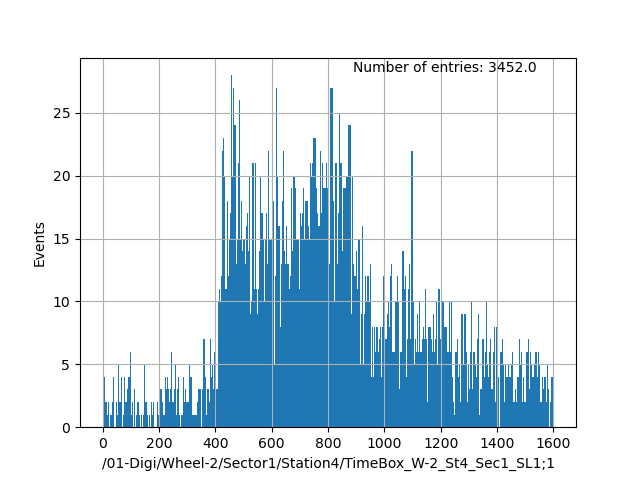 Number of entries: 3452.0
25
20
15
10
5
0
Events
0 200 400 600 800 1000 1200 1400 1600
/01-Digi/Wheel-2/Sector1/Station4/TimeBox_W-2_St4_Sec1_SL1;1